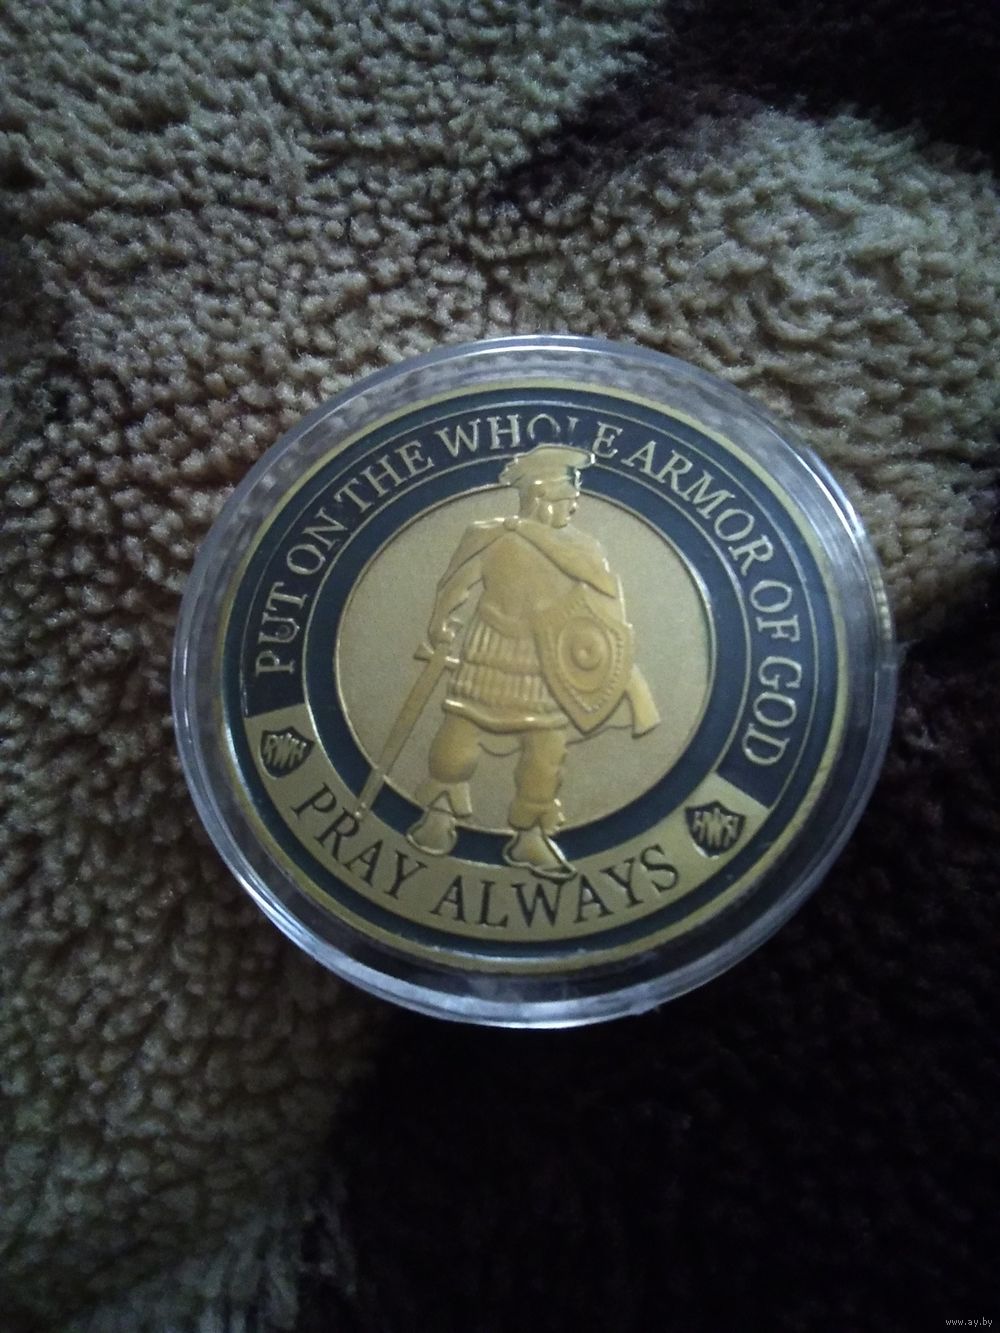 PUT ON THE WHOLE ARMOR OF GOD
PRAY ALWAYS
www.ay.by